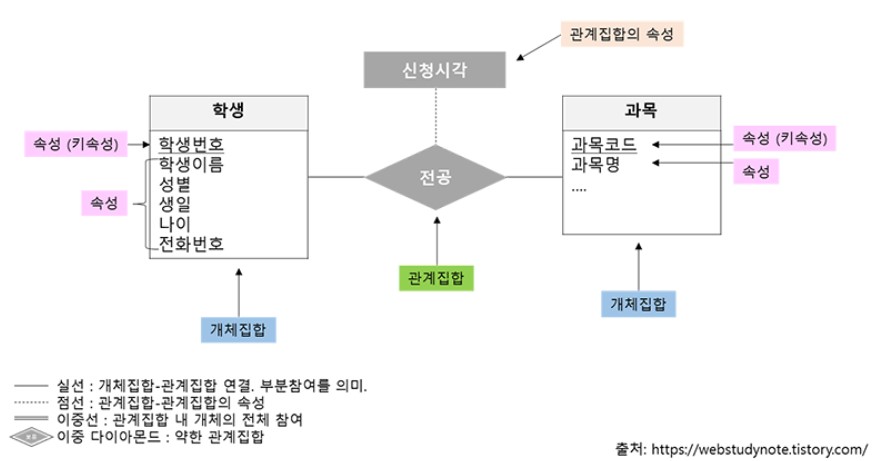 관계집합의 속성
신청시각
학생
과목
속성 (키속성)
학생번호
학생이름
성별
생일
나이
전화번호
속성
전공
과목코드
과목명
....
속성 (키속성)
속성
관계집합
개체집합
개체집합
실선 : 개체집합-관계집합 연결. 부분참여를 의미.
점선 : 관계집합-관계집합의 속성
이중선 : 관계집합 내 개체의 전체 참여
이중 다이아몬드 : 약한 관계집합
출처: https://webstudynote.tistory.com/